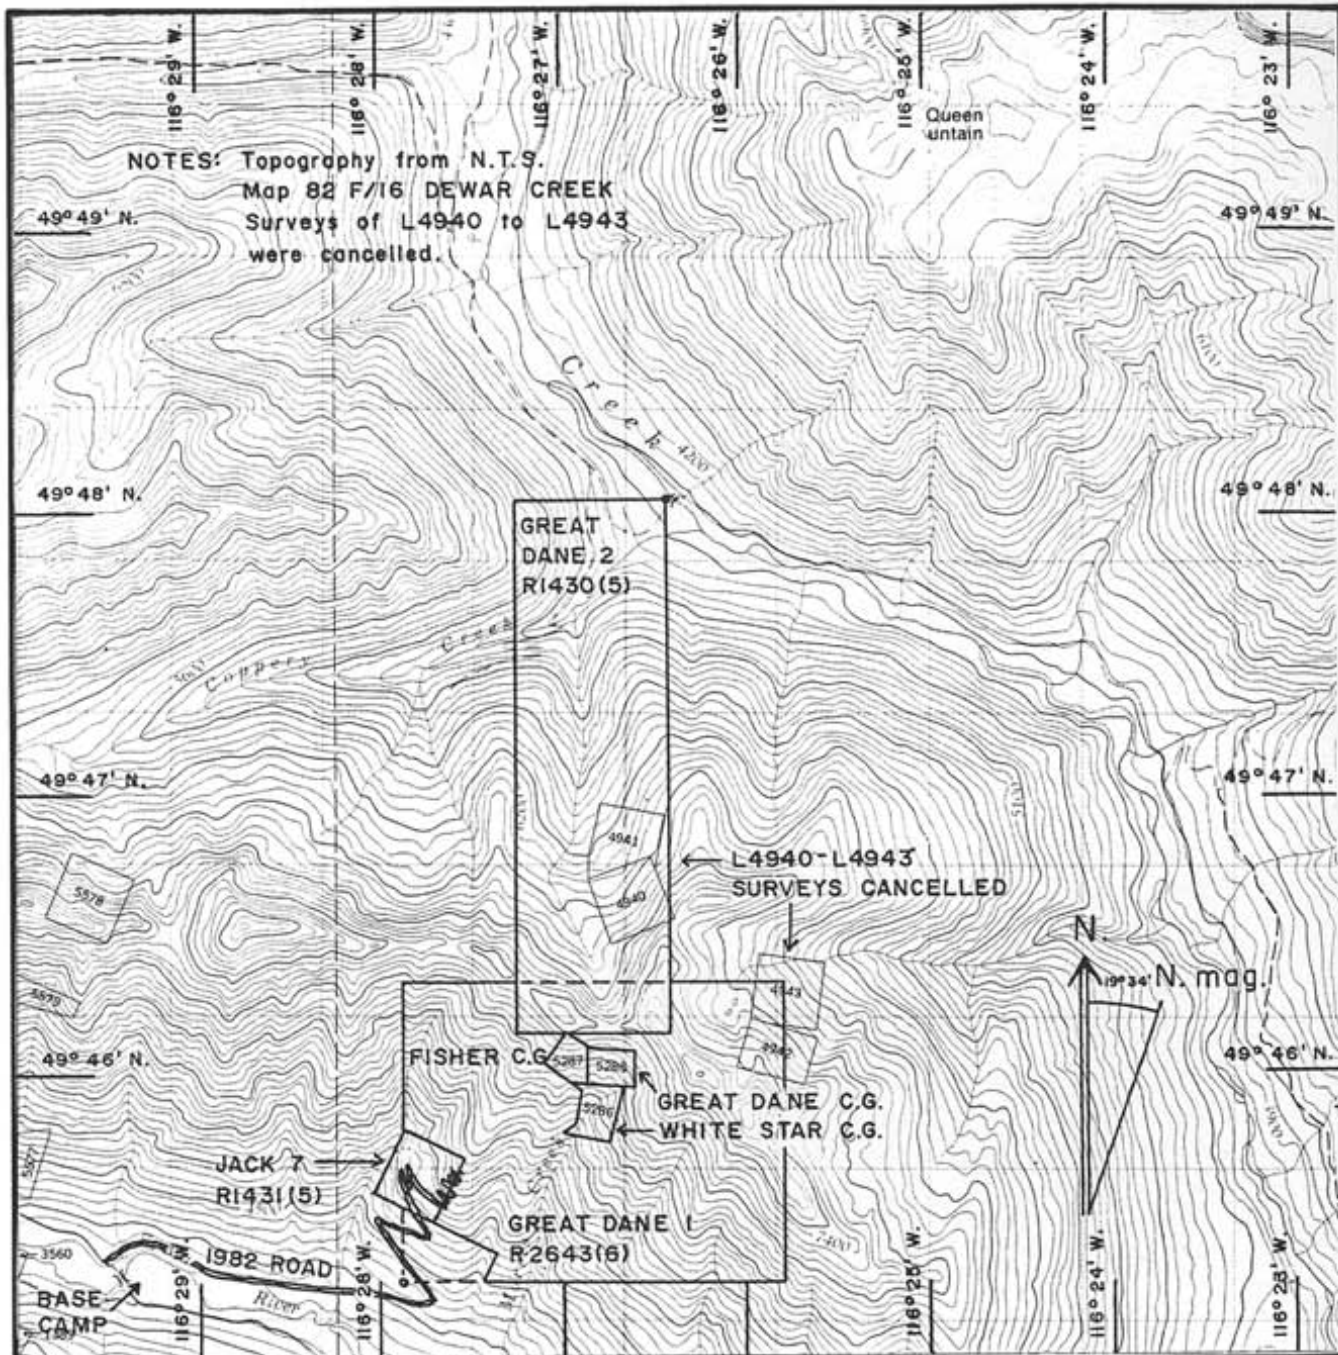 116° 29' W.
116° 28' W.
116° 27' W.
116° 26' W.
116° 25' W.
116° 24' W.
116° 23' W.
Queen
untain
NOTES: Topography from N.T.S.
Map 82 F/16 DEWAR CREEK
Surveys of L4940 to L4943
were cancelled.
49° 49' N.
49° 49' N.
Creek
4200
49° 48' N.
49° 48' N.
GREAT
DANE 2
R1430(5)
Coppery Creek
49° 47' N.
49° 47' N.
4941
4940
L4940-L4943
SURVEYS CANCELLED
5578
N.
19° 34' N. mag.
4943
4942
5579
49° 46' N.
49° 46' N.
FISHER C.G.
5287
GREAT DANE C.G.
5286
WHITE STAR C.G.
Creek
JACK 7
R1431(5)
GREAT DANE 1
R2643(6)
7400
3560
1982 ROAD
BASE
CAMP
River
116° 29' W.
116° 28' W.
116° 25' W.
116° 24' W.
116° 23' W.